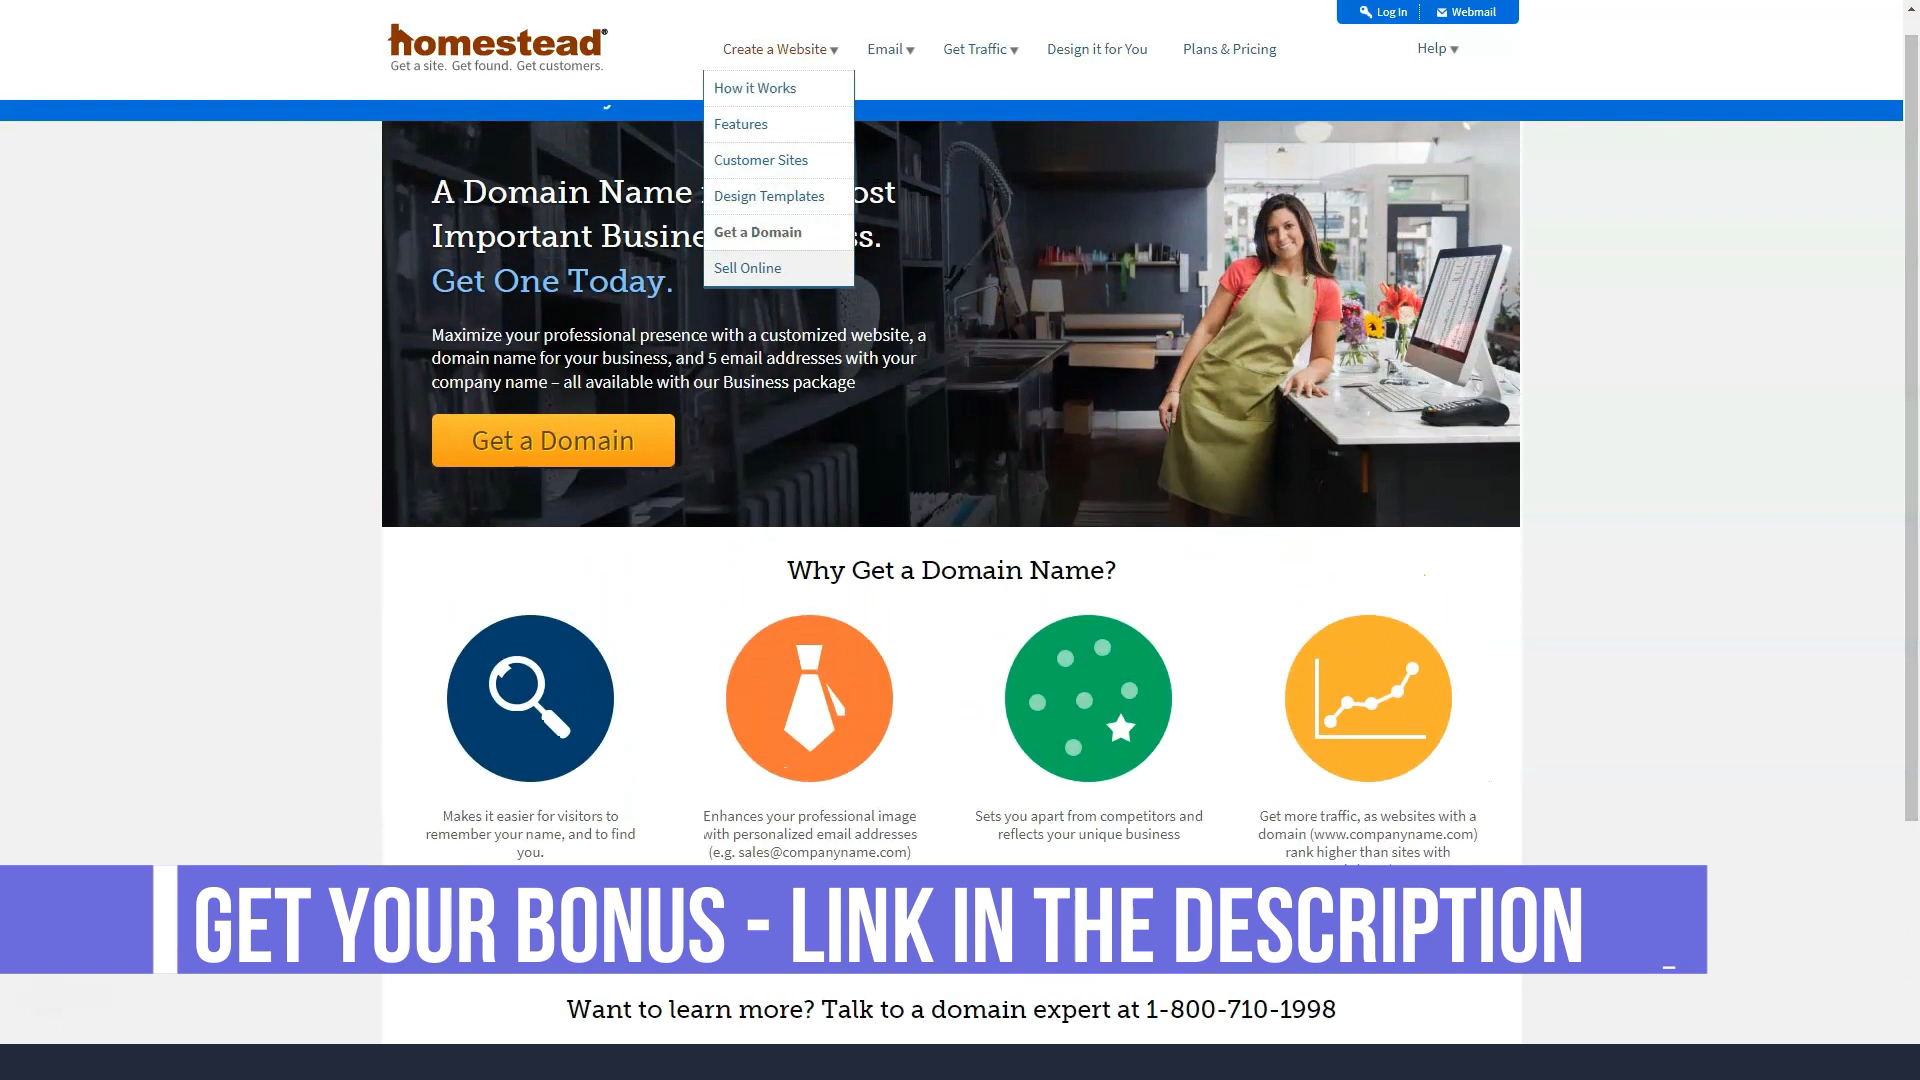 Log In
Webmail
homestead®
Get a site. Get found. Get customers.
Create a Website
Email
Get Traffic
Design it for You
Plans & Pricing
Help
How it Works
Features
Customer Sites
Design Templates
Get a Domain
Sell Online
A Domain Name
ost
Important Busine
s.
Get One Today.
Maximize your professional presence with a customized website, a
domain name for your business, and 5 email addresses with your
company name – all available with our Business package
Get a Domain
Why Get a Domain Name?
Makes it easier for visitors to
remember your name, and to find
you.
Enhances your professional image
with personalized email addresses
(e.g. sales@companyname.com)
Sets you apart from competitors and
reflects your unique business
Get more traffic, as websites with a
domain (www.companyname.com)
rank higher than sites with
GET YOUR BONUS - LINK IN THE DESCRIPTION
Want to learn more? Talk to a domain expert at 1-800-710-1998